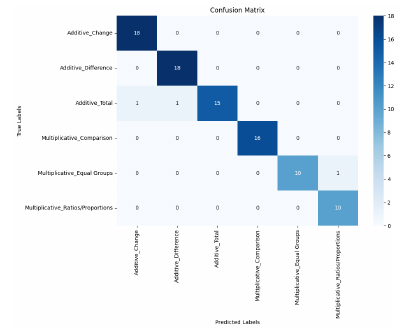 Confusion Matrix
True Labels
Additive_Change 18 0 0 0 0 0
Additive_Difference 0 18 0 0 0 0
Additive_Total 1 1 15 0 0 0
Multiplicative_Comparison 0 0 0 16 0 0
Multiplicative_Equal Groups 0 0 0 0 10 1
Multiplicative_Ratios/Proportions 0 0 0 0 0 10
Additive_Change
Additive_Difference
Additive_Total
Multiplicative_Comparison
Multiplicative_Equal Groups
Multiplicative_Ratios/Proportions
Predicted Labels
18
16
14
12
10
8
6
4
2
0